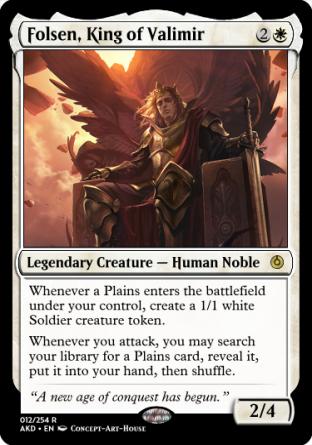 Folsen, King of Valimir 2
Legendary Creature — Human Noble
Whenever a Plains enters the battlefield
under your control, create a 1/1 white
Soldier creature token.
Whenever you attack, you may search
your library for a Plains card, reveal it,
put it into your hand, then shuffle.
“A new age of conquest has begun.”
2/4
012/254 R
AKD • EN Concept-Art-House